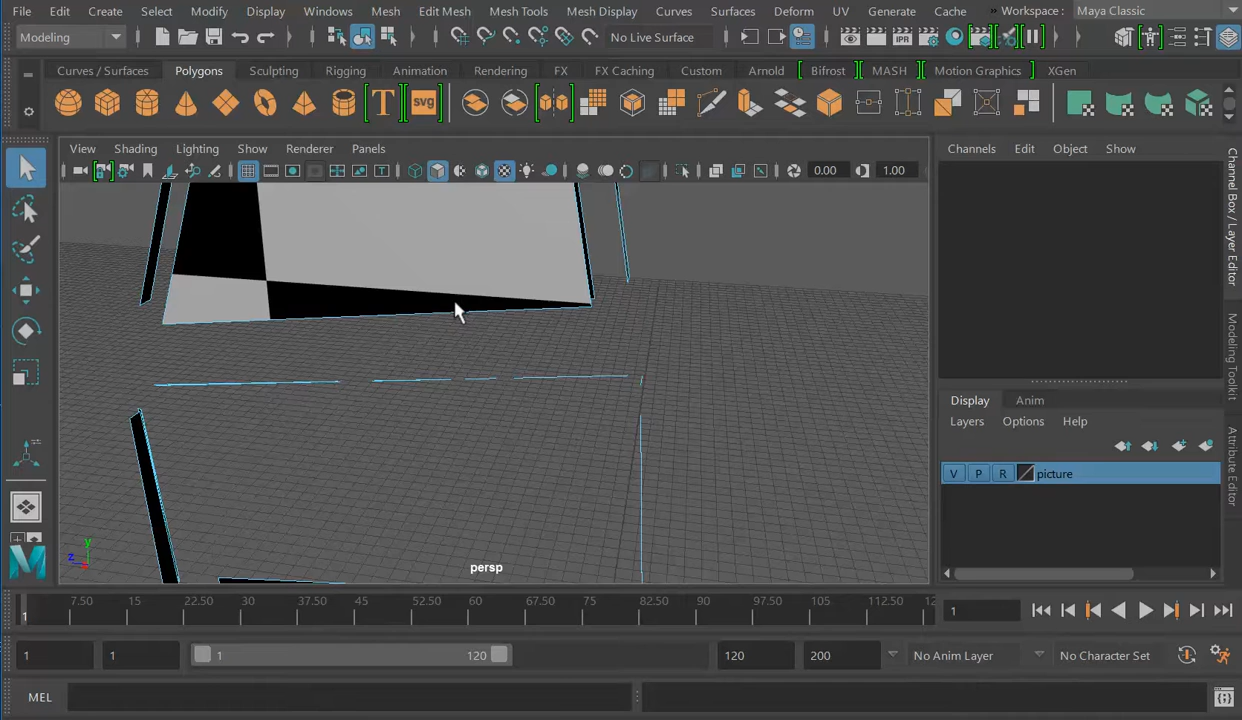 File Edit Create Select Modify Display Windows Mesh Edit Mesh Mesh Tools Mesh Display Curves Surfaces Deform UV Generate Cache » Workspace : Maya Classic
Modeling No Live Surface IPR
Curves / Surfaces Polygons Sculpting Rigging Animation Rendering FX FX Caching Custom Arnold Bifrost MASH Motion Graphics XGen
T svg
View Shading Lighting Show Renderer Panels
0.00 1.00
persp
y
z
Channels Edit Object Show
Display Anim
Layers Options Help
V P R picture
Channel Box / Layer Editor
Modeling Toolkit
Attribute Editor
7.50 15 22.50 30 37.50 45 52.50 60 67.50 75 82.50 90 97.50 105 112.50 12
1 1
1 1 1 120 120 200 No Anim Layer No Character Set
MEL